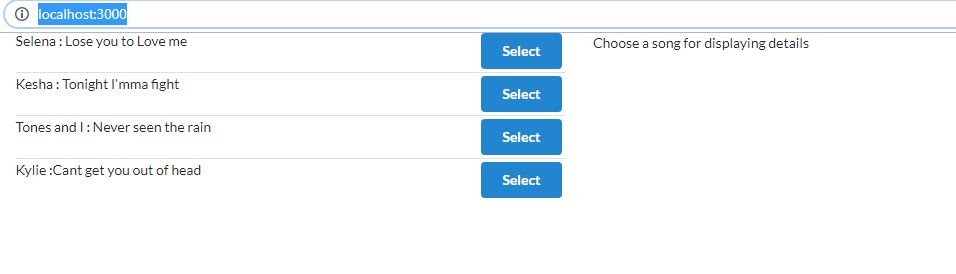 localhost:3000
Selena : Lose you to Love me
Select
Choose a song for displaying details
Kesha : Tonight I'mma fight
Select
Tones and I : Never seen the rain
Select
Kylie :Cant get you out of head
Select